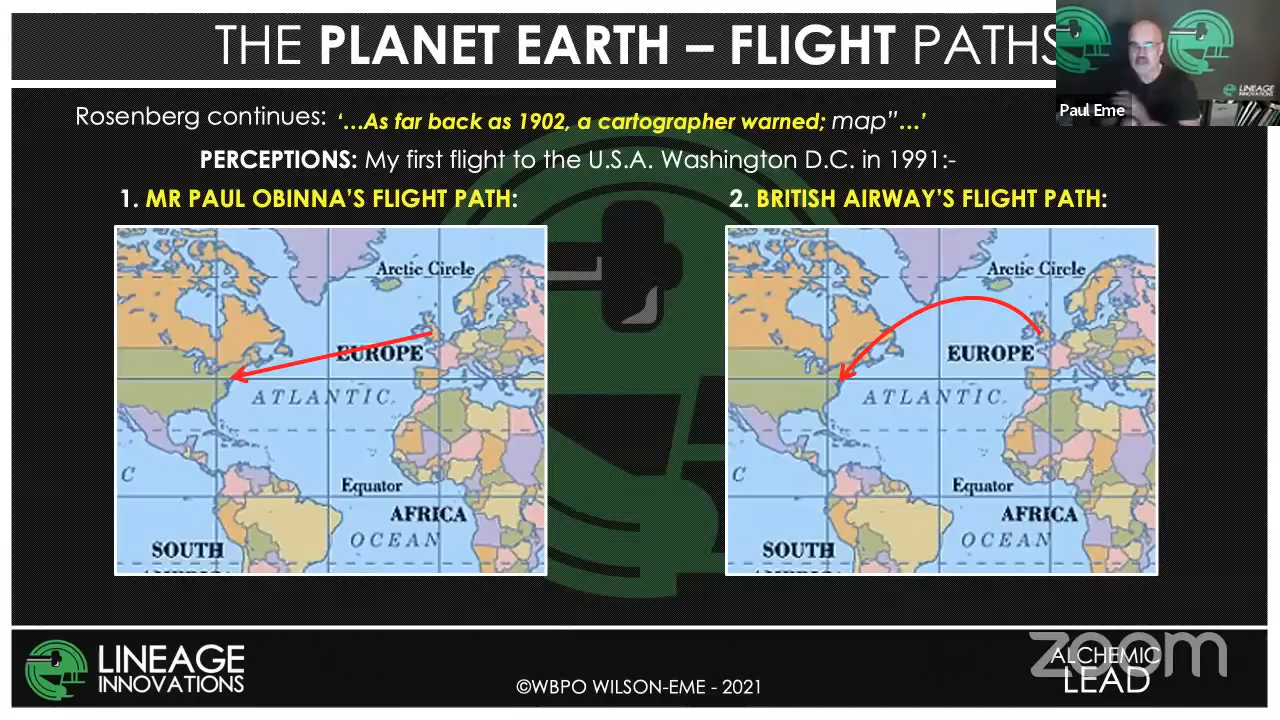 THE PLANET EARTH – FLIGHT PATHS
LINEAGE
INNOVATIONS
Paul Eme
Rosenberg continues: ‘…As far back as 1902, a cartographer warned; map”…’
PERCEPTIONS: My first flight to the U.S.A. Washington D.C. in 1991:-
1. MR PAUL OBINNA’S FLIGHT PATH:
2. BRITISH AIRWAY’S FLIGHT PATH:
Arctic Circle
EUROPE
ATLANTIC
C
Equator
AFRICA
OCEAN
SOUTH
Arctic Circle
EUROPE
ATLANTIC
C
Equator
AFRICA
OCEAN
SOUTH
LINEAGE
INNOVATIONS
©WBPO WILSON-EME - 2021
zoom
ALCHEMIC
LEAD